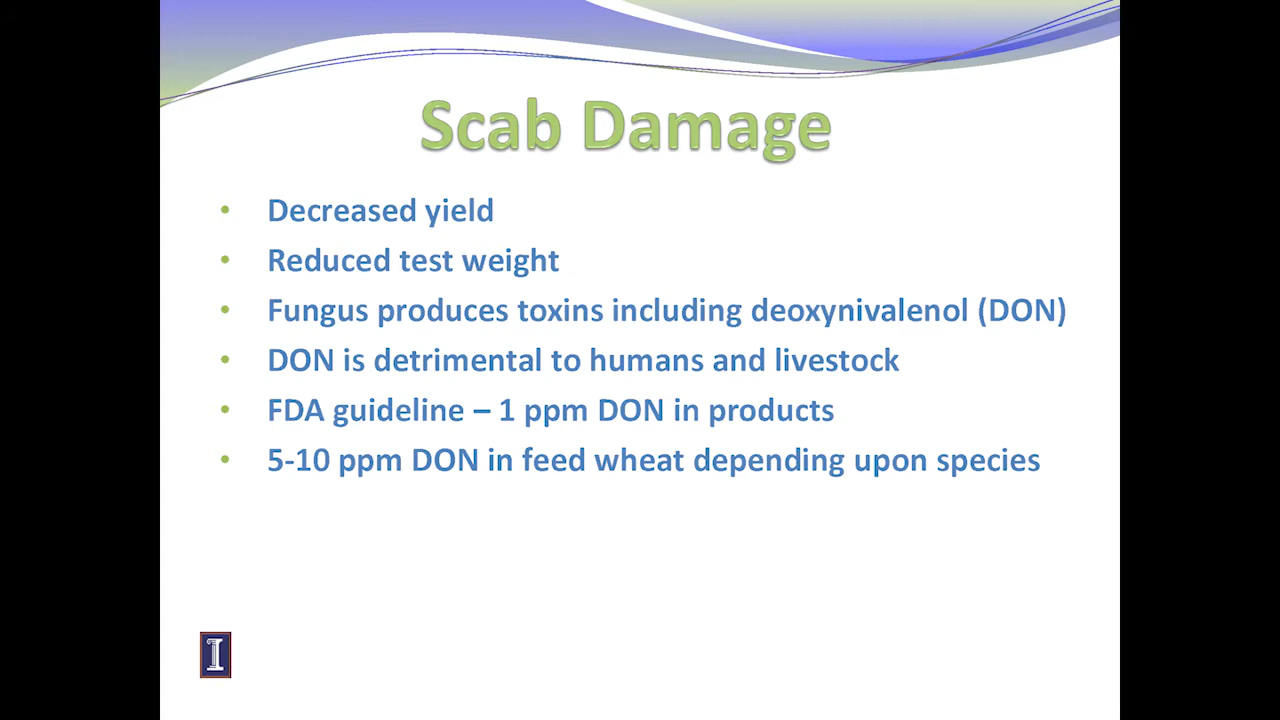 Scab Damage
• Decreased yield
• Reduced test weight
• Fungus produces toxins including deoxynivalenol (DON)
• DON is detrimental to humans and livestock
• FDA guideline – 1 ppm DON in products
• 5-10 ppm DON in feed wheat depending upon species
I